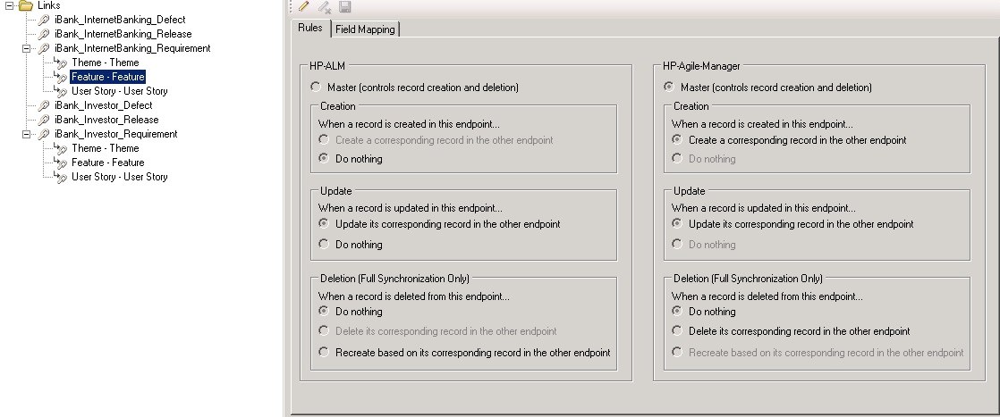 Links
iBank_InternetBanking_Defect
iBank_InternetBanking_Release
iBank_InternetBanking_Requirement
Theme - Theme
Feature - Feature
User Story - User Story
iBank_Investor_Defect
iBank_Investor_Release
iBank_Investor_Requirement
Theme - Theme
Feature - Feature
User Story - User Story
Rules
Field Mapping
HP-ALM
Master (controls record creation and deletion)
Creation
When a record is created in this endpoint...
Create a corresponding record in the other endpoint
Do nothing
Update
When a record is updated in this endpoint...
Update its corresponding record in the other endpoint
Do nothing
Deletion (Full Synchronization Only)
When a record is deleted from this endpoint...
Do nothing
Delete its corresponding record in the other endpoint
Recreate based on its corresponding record in the other endpoint
HP-Agile-Manager
Master (controls record creation and deletion)
Creation
When a record is created in this endpoint...
Create a corresponding record in the other endpoint
Do nothing
Update
When a record is updated in this endpoint...
Update its corresponding record in the other endpoint
Do nothing
Deletion (Full Synchronization Only)
When a record is deleted from this endpoint...
Do nothing
Delete its corresponding record in the other endpoint
Recreate based on its corresponding record in the other endpoint